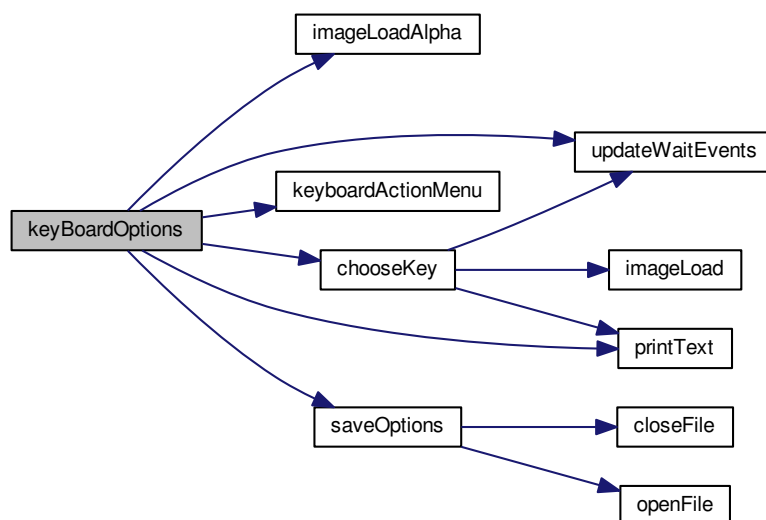 imageLoadAlpha
updateWaitEvents
keyboardActionMenu
keyBoardOptions
chooseKey
imageLoad
printText
saveOptions
closeFile
openFile